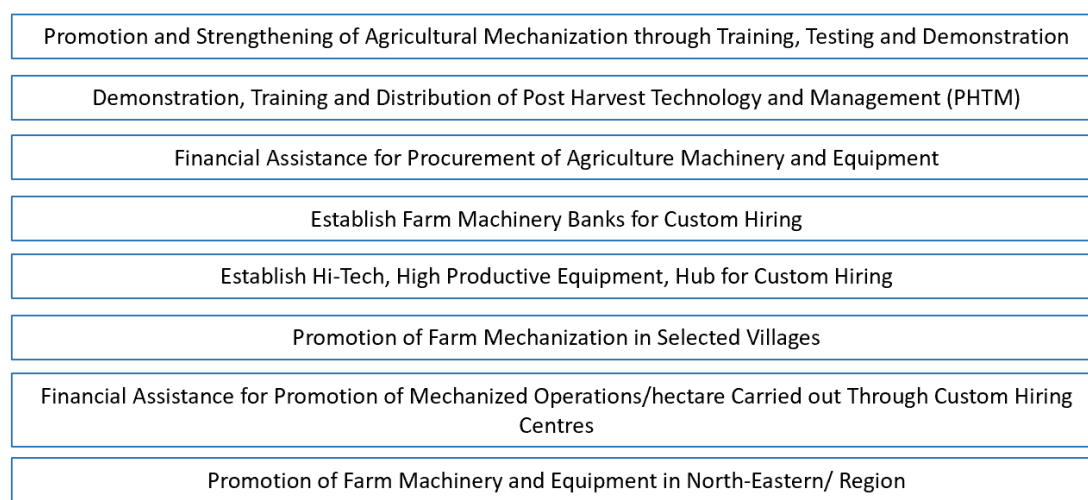 Promotion and Strengthening of Agricultural Mechanization through Training, Testing and Demonstration
Demonstration, Training and Distribution of Post Harvest Technology and Management (PHTM)
Financial Assistance for Procurement of Agriculture Machinery and Equipment
Establish Farm Machinery Banks for Custom Hiring
Establish Hi-Tech, High Productive Equipment, Hub for Custom Hiring
Promotion of Farm Mechanization in Selected Villages
Financial Assistance for Promotion of Mechanized Operations/hectare Carried out Through Custom Hiring
Centres
Promotion of Farm Machinery and Equipment in North-Eastern/ Region